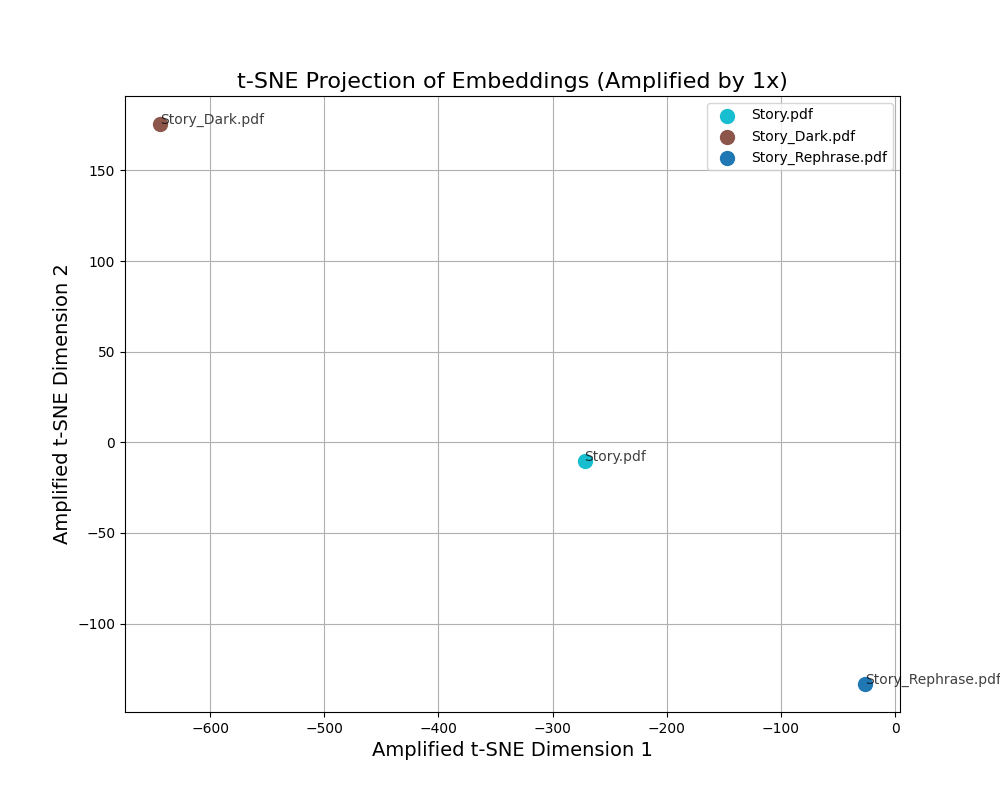 t-SNE Projection of Embeddings (Amplified by 1x)
Story_Dark.pdf
Story.pdf
Story_Dark.pdf
Story_Rephrase.pdf
150
100
50
0
−50
−100
Amplified t-SNE Dimension 2
Story.pdf
Story_Rephrase.pdf
−600
−500
−400
−300
−200
−100
0
Amplified t-SNE Dimension 1